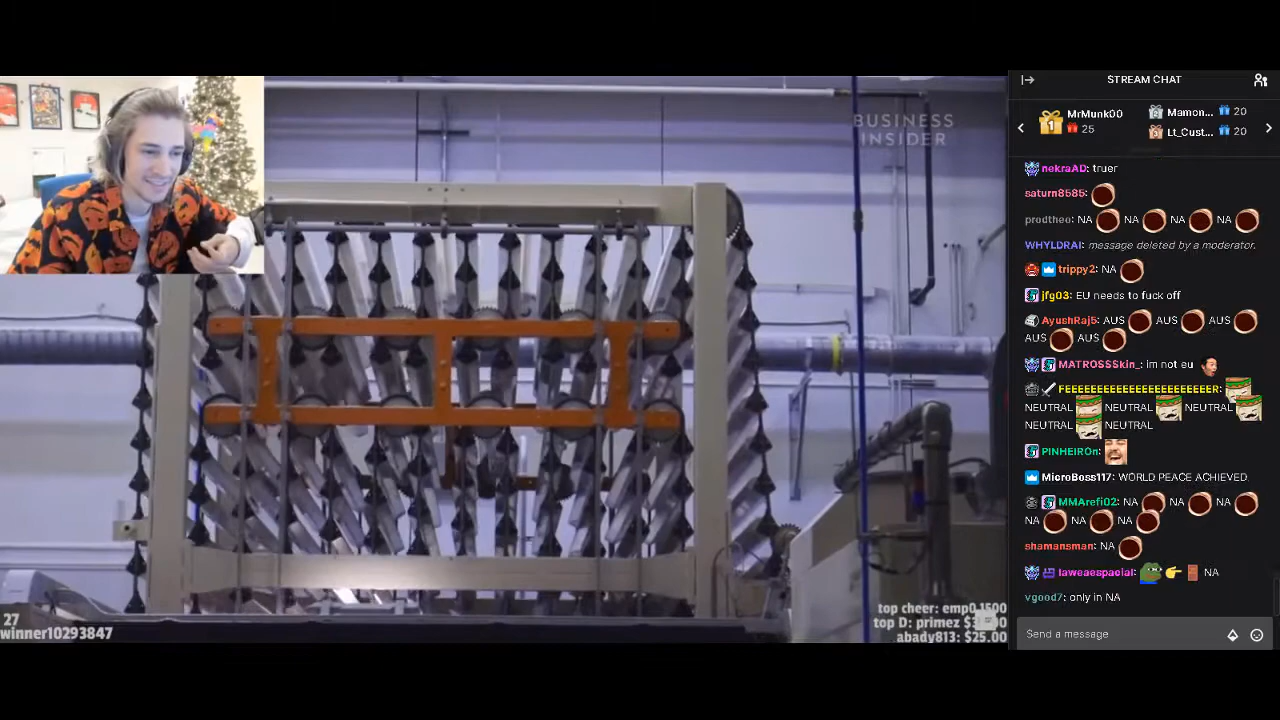 BUSINESS
INSIDER
27
winner10293847
top cheer: emp0 1500
abady813: $25.00
STREAM CHAT
MrMunk00
25
Mamon... 20
Lt_Cust... 20
nekraAD: truer
saturn8585:
prodtheo: NA NA NA NA
WHYLDRAI: message deleted by a moderator.
trippy2: NA
jfg03: EU needs to fuck off
AyushRaj5: AUS AUS AUS
AUS AUS
MATROSSSkin_: im not eu
FEEEEEEEEEEEEEEEEEEEEEEEER:
NEUTRAL NEUTRAL NEUTRAL
NEUTRAL NEUTRAL
PINHEIROn:
MicroBoss117: WORLD PEACE ACHIEVED
MMArefi02: NA NA NA
NA NA NA
shamansman: NA
laweaespacial: NA
vgood7: only in NA
Send a message